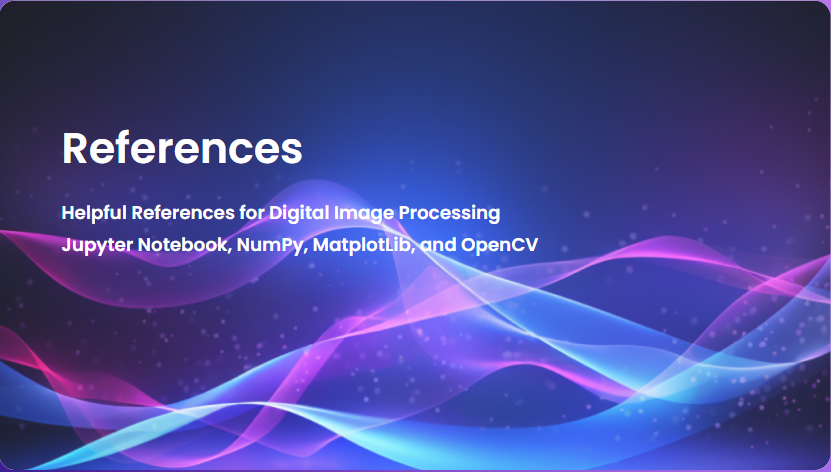 References
Helpful References for Digital Image Processing
Jupyter Notebook, NumPy, MatplotLib, and OpenCV